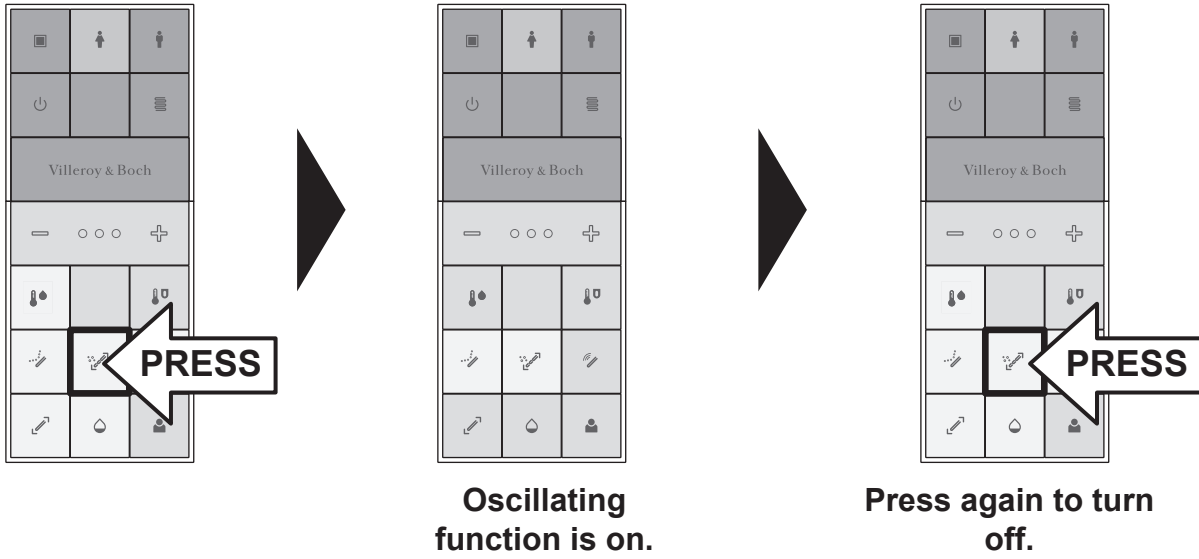 Villeroy & Boch
Villeroy & Boch
Villeroy & Boch
PRESS
PRESS
Oscillating
function is on.
Press again to turn
off.